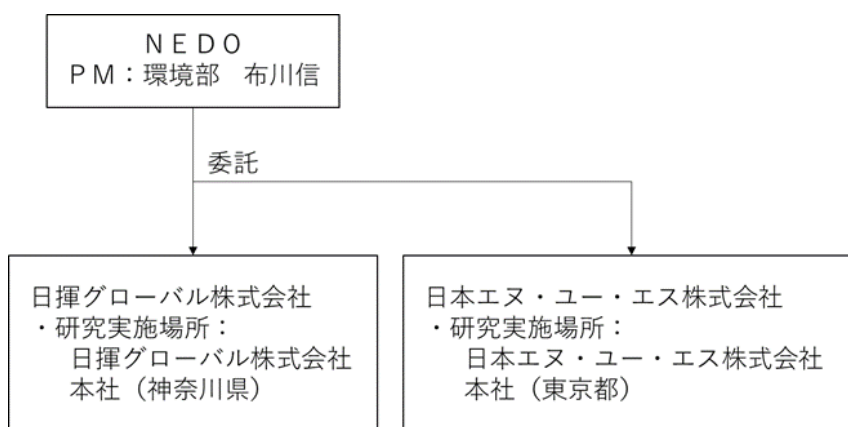 ＮＥＤＯ
ＰＭ：環境部　布川信
委託
日揮グローバル株式会社
・研究実施場所：
日揮グローバル株式会社
本社（神奈川県）
日本エヌ・ユー・エス株式会社
・研究実施場所：
日本エヌ・ユー・エス株式会社
本社（東京都）